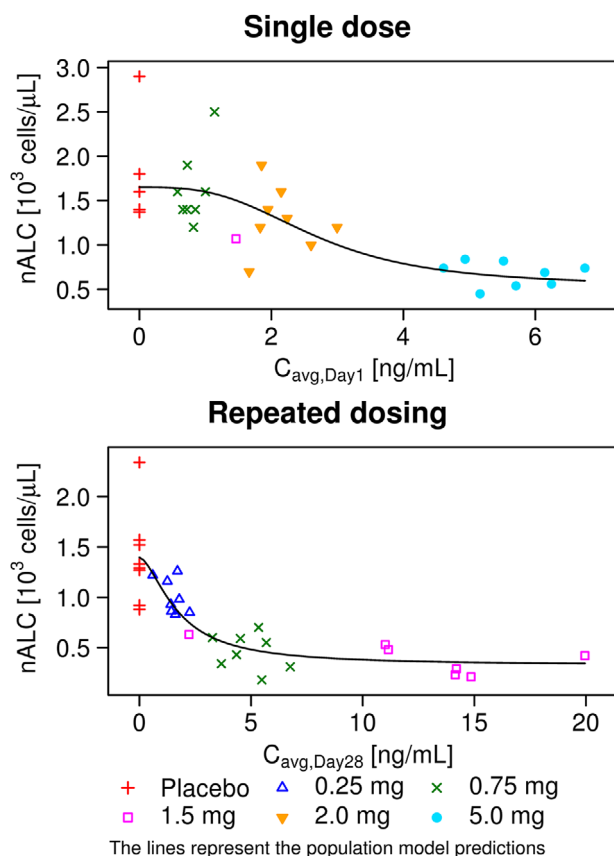 Single dose
3.0
2.5
2.0
1.5
1.0
0.5
nALC [10³ cells/µL]
0 2 4 6
Cavg,Day1 [ng/mL]
Repeated dosing
2.0
1.5
1.0
0.5
nALC [10³ cells/µL]
0 5 10 15 20
Cavg,Day28 [ng/mL]
Placebo 0.25 mg 0.75 mg
1.5 mg 2.0 mg 5.0 mg
The lines represent the population model predictions